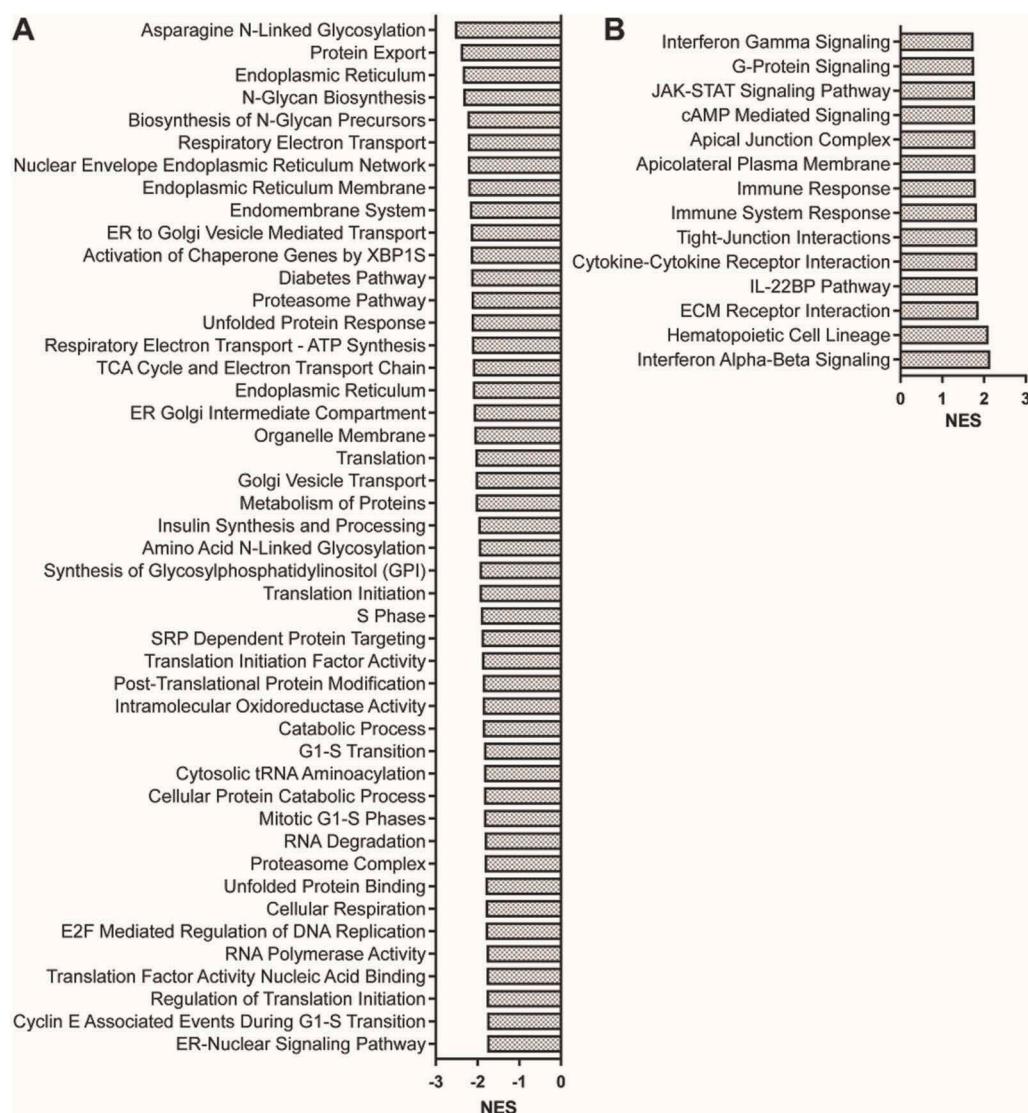 A
Asparagine N-Linked Glycosylation
Protein Export
Endoplasmic Reticulum
N-Glycan Biosynthesis
Biosynthesis of N-Glycan Precursors
Respiratory Electron Transport
Nuclear Envelope Endoplasmic Reticulum Network
Endoplasmic Reticulum Membrane
Endomembrane System
ER to Golgi Vesicle Mediated Transport
Activation of Chaperone Genes by XBP1S
Diabetes Pathway
Proteasome Pathway
Unfolded Protein Response
Respiratory Electron Transport - ATP Synthesis
TCA Cycle and Electron Transport Chain
Endoplasmic Reticulum
ER Golgi Intermediate Compartment
Organelle Membrane
Translation
Golgi Vesicle Transport
Metabolism of Proteins
Insulin Synthesis and Processing
Amino Acid N-Linked Glycosylation
Synthesis of Glycosylphosphatidylinositol (GPI)
Translation Initiation
S Phase
SRP Dependent Protein Targeting
Translation Initiation Factor Activity
Post-Translational Protein Modification
Intramolecular Oxidoreductase Activity
Catabolic Process
G1-S Transition
Cytosolic tRNA Aminoacylation
Cellular Protein Catabolic Process
Mitotic G1-S Phases
RNA Degradation
Proteasome Complex
Unfolded Protein Binding
Cellular Respiration
E2F Mediated Regulation of DNA Replication
RNA Polymerase Activity
Translation Factor Activity Nucleic Acid Binding
Regulation of Translation Initiation
Cyclin E Associated Events During G1-S Transition
ER-Nuclear Signaling Pathway
-3 -2 -1 0
NES
B
Interferon Gamma Signaling
G-Protein Signaling
JAK-STAT Signaling Pathway
cAMP Mediated Signaling
Apical Junction Complex
Apicolateral Plasma Membrane
Immune Response
Immune System Response
Tight-Junction Interactions
Cytokine-Cytokine Receptor Interaction
IL-22BP Pathway
ECM Receptor Interaction
Hematopoietic Cell Lineage
Interferon Alpha-Beta Signaling
0 1 2 3
NES